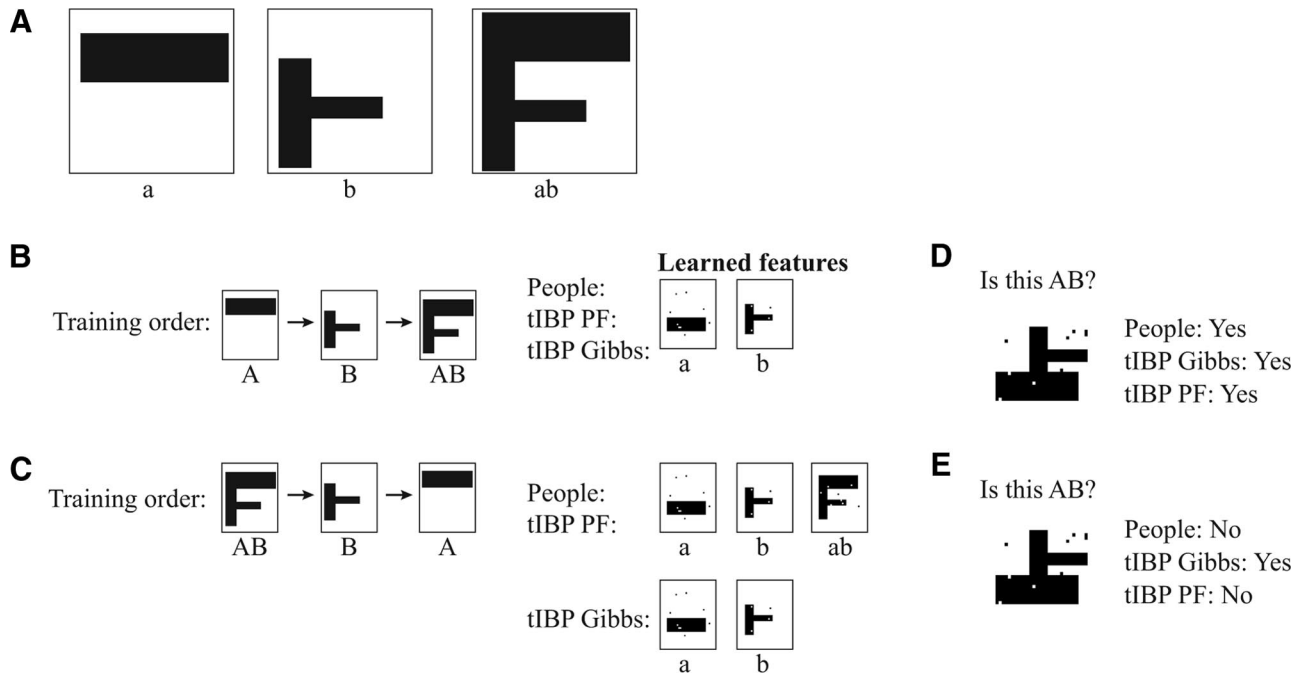 A
a b ab
B
Learned features
Training order:
A B AB
People:
tIBP PF:
tIBP Gibbs:
a b
C
Training order:
AB B A
People:
tIBP PF:
a b ab
tIBP Gibbs:
a b
D
Is this AB?
People: Yes
tIBP Gibbs: Yes
tIBP PF: Yes
E
Is this AB?
People: No
tIBP Gibbs: Yes
tIBP PF: No